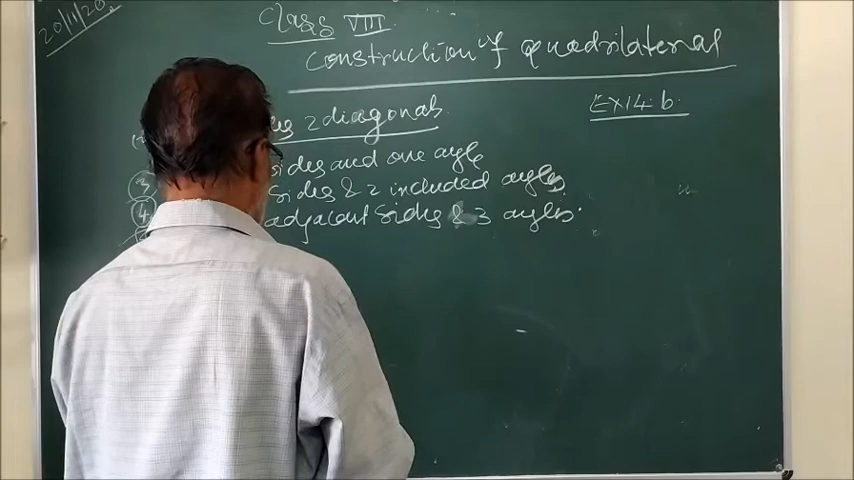 20/11/20
Class VIII
Construction of quadrilateral
2 diagonals
Ex14.b
sides and one angle
③ sides & 2 included angles
④ adjacent sides & 3 angles.